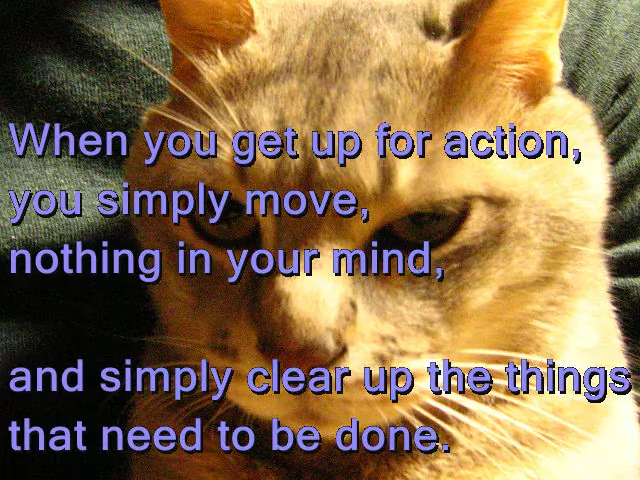 When you get up for action,
you simply move,
nothing in your mind,
and simply clear up the things
that need to be done.